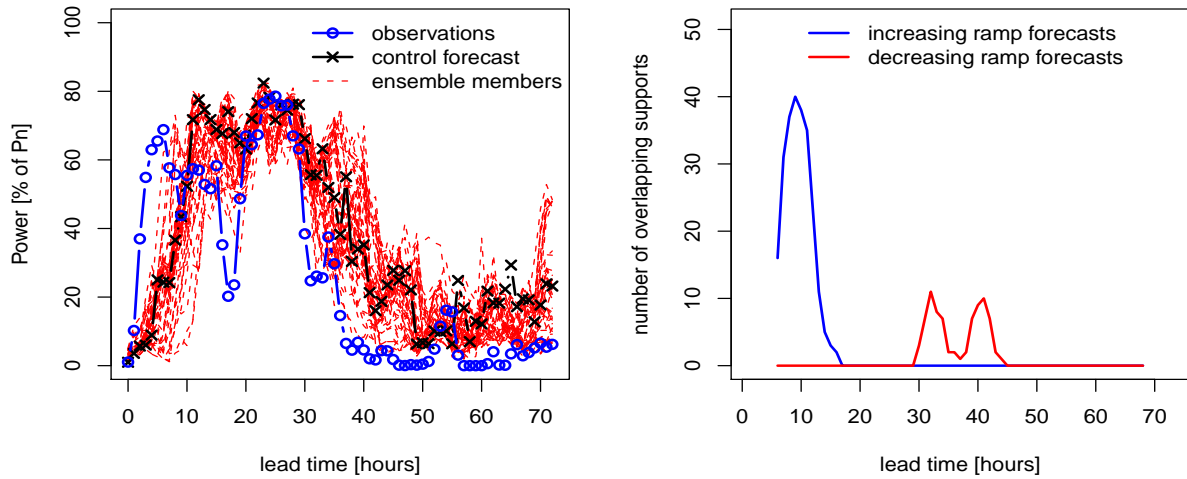 Power [% of Pn]
100
80
60
40
20
0
observations
control forecast
ensemble members
0 10 20 30 40 50 60 70
lead time [hours]
number of overlapping supports
50
40
30
20
10
0
increasing ramp forecasts
decreasing ramp forecasts
0 10 20 30 40 50 60 70
lead time [hours]